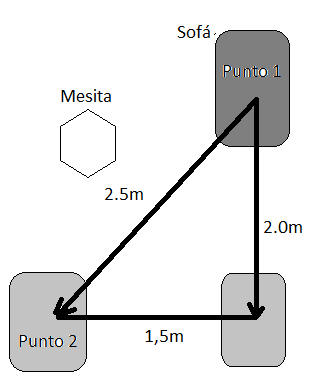 Sofá
Punto 1
Mesita
2.5m
2.0m
Punto 2
1,5m